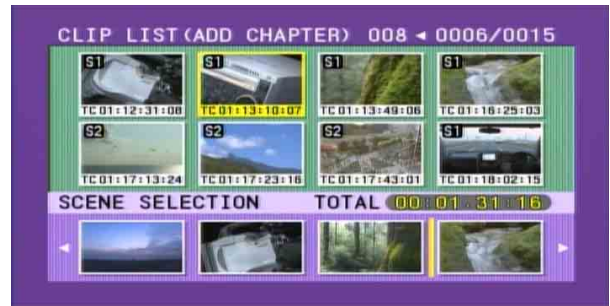 CLIP LIST(ADD CHAPTER) 008 ◄ 0006/0015
S1 S1 S1 S1
TC 01:12:31:08 TC 01:13:10:07 TC 01:13:49:06 TC 01:16:25:03
S2 S2 S2 S1
TC 01:17:13:24 TC 01:17:23:16 TC 01:17:43:01 TC 01:18:02:15
SCENE SELECTION TOTAL 00:01:31:16